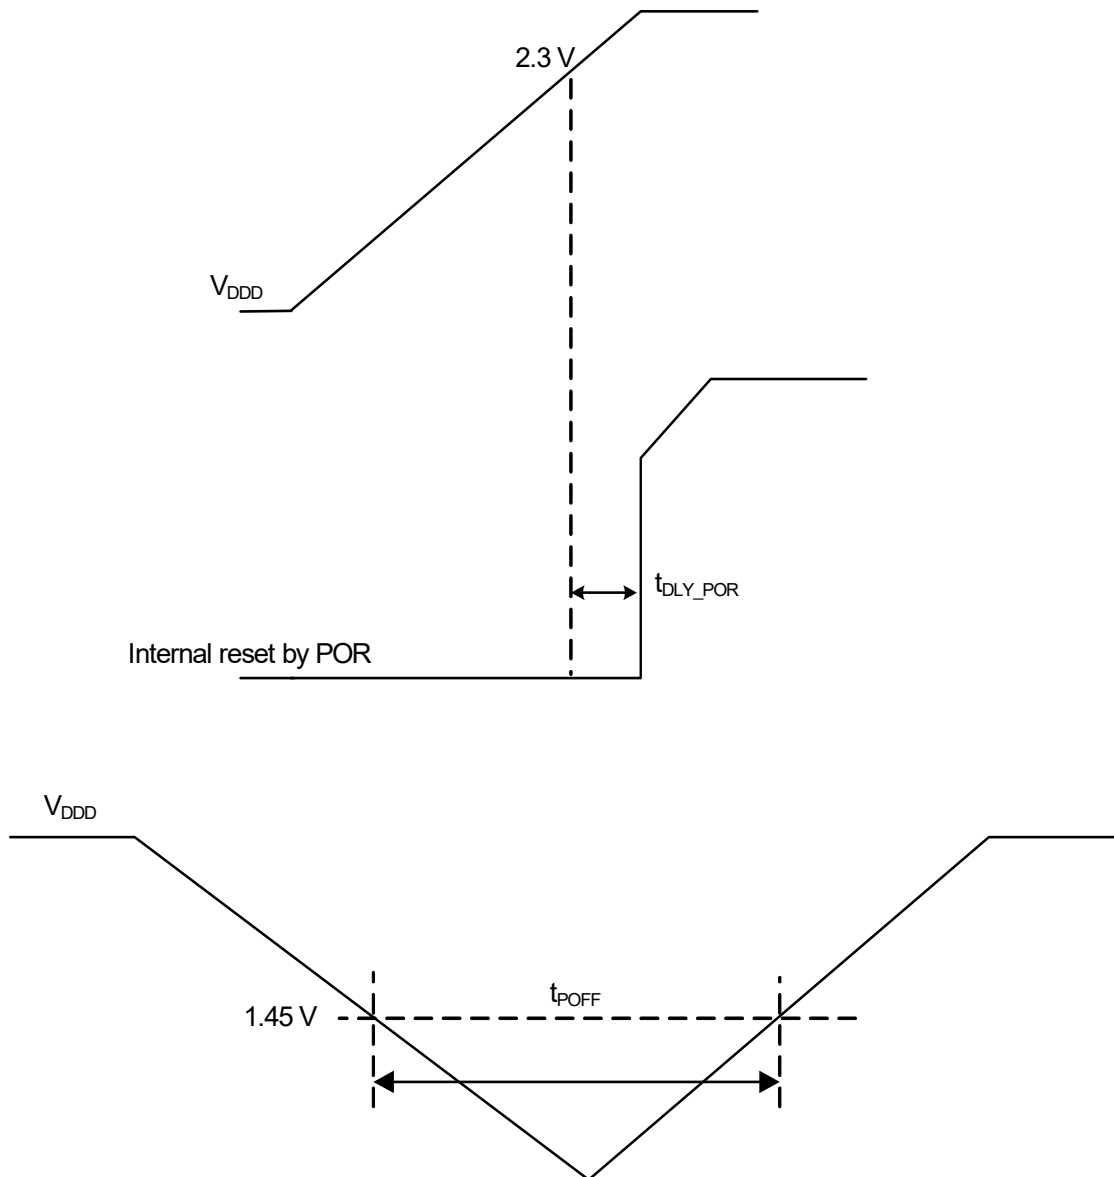 2.3 V
VDDD
tDLY_POR
Internal reset by POR
VDDD
tPOFF
1.45 V